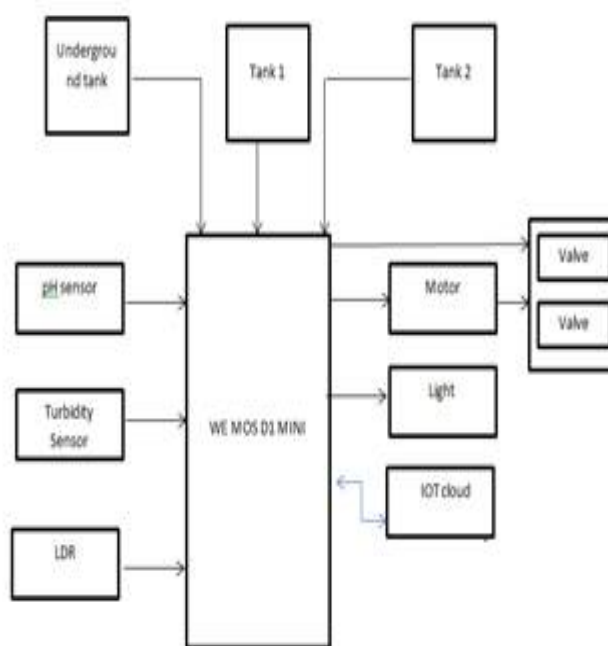 Undergrou
nd tank
Tank 1
Tank 2
Valve
pH sensor
Motor
Valve
Light
Turbidity
Sensor
WE MOS D1 MINI
IOT cloud
LDR